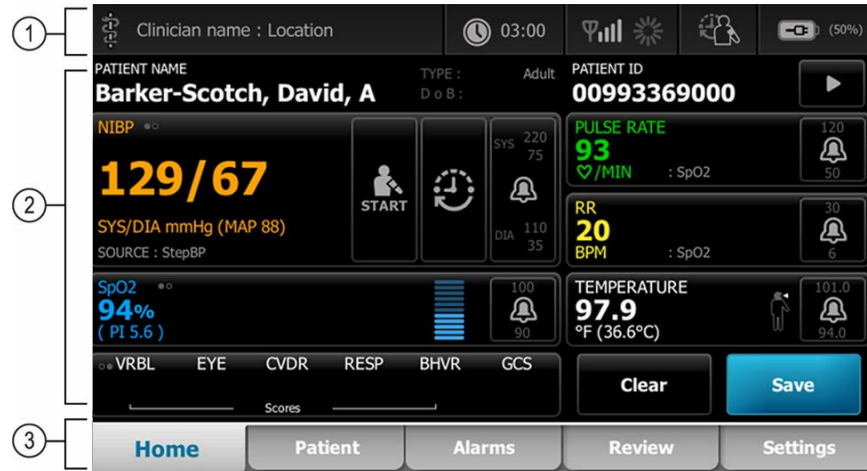 1
Clinician name : Location
03:00
(50%)
2
PATIENT NAME
TYPE : Adult
PATIENT ID
Barker-Scotch, David, A
D o B :
00993369000
NIBP
129/67
SYS/DIA mmHg (MAP 88)
SOURCE : StepBP
START
SYS 220
75
DIA 110
35
PULSE RATE
93
/MIN : SpO2
120
50
RR
20
BPM : SpO2
30
6
SpO2
94%
( PI 5.6 )
100
90
TEMPERATURE
97.9
°F (36.6°C)
101.0
94.0
VRBL EYE CVDR RESP BHVR GCS
Scores
Clear
Save
3
Home Patient Alarms Review Settings